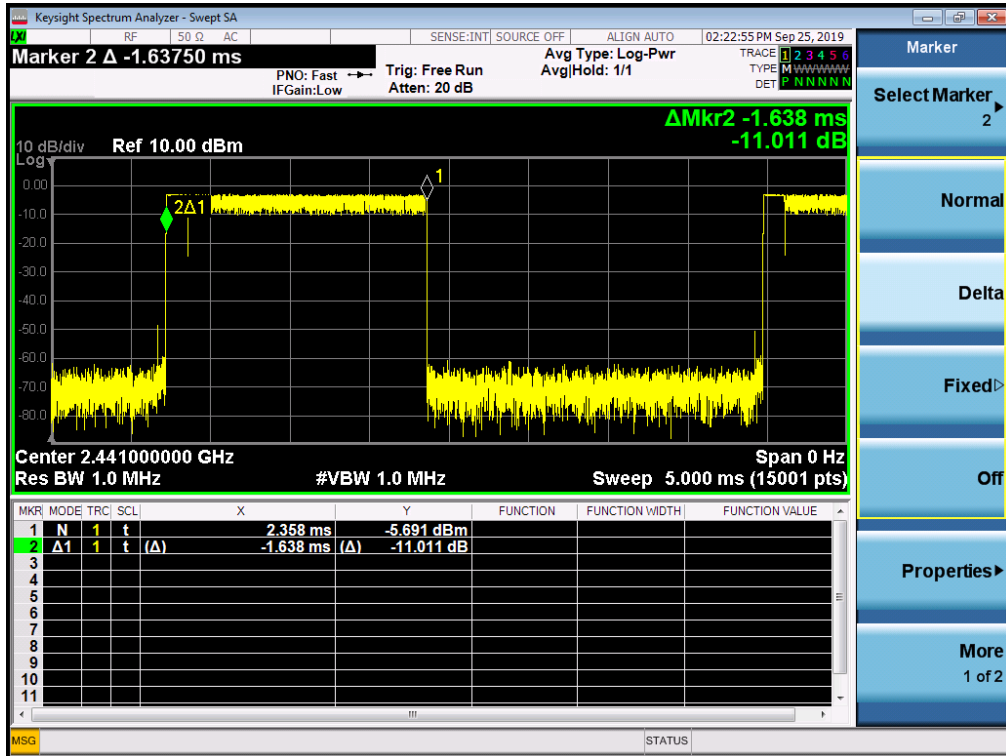 Keysight Spectrum Analyzer - Swept SA
LXI RF 50 Ω AC SENSE:INT SOURCE OFF ALIGN AUTO 02:22:55 PM Sep 25, 2019
Marker 2 Δ -1.63750 ms
PNO: Fast
IFGain:Low
Trig: Free Run
Atten: 20 dB
Avg Type: Log-Pwr
Avg|Hold: 1/1
TRACE 1 2 3 4 5 6
TYPE M WWWWW
DET P N N N N N
ΔMkr2 -1.638 ms
-11.011 dB
10 dB/div Ref 10.00 dBm
Log
0.00
-10.0
-20.0
-30.0
-40.0
-50.0
-60.0
-70.0
-80.0
2Δ1
1
Center 2.441000000 GHz Span 0 Hz
Res BW 1.0 MHz #VBW 1.0 MHz Sweep 5.000 ms (15001 pts)
MKR MODE TRC SCL X Y FUNCTION FUNCTION WIDTH FUNCTION VALUE
1 N 1 t 2.358 ms -5.691 dBm
2 Δ1 1 t (Δ) -1.638 ms (Δ) -11.011 dB
3
4
5
6
7
8
9
10
11
MSG STATUS
Marker
Select Marker
2
Normal
Delta
Fixed
Off
Properties
More
1 of 2